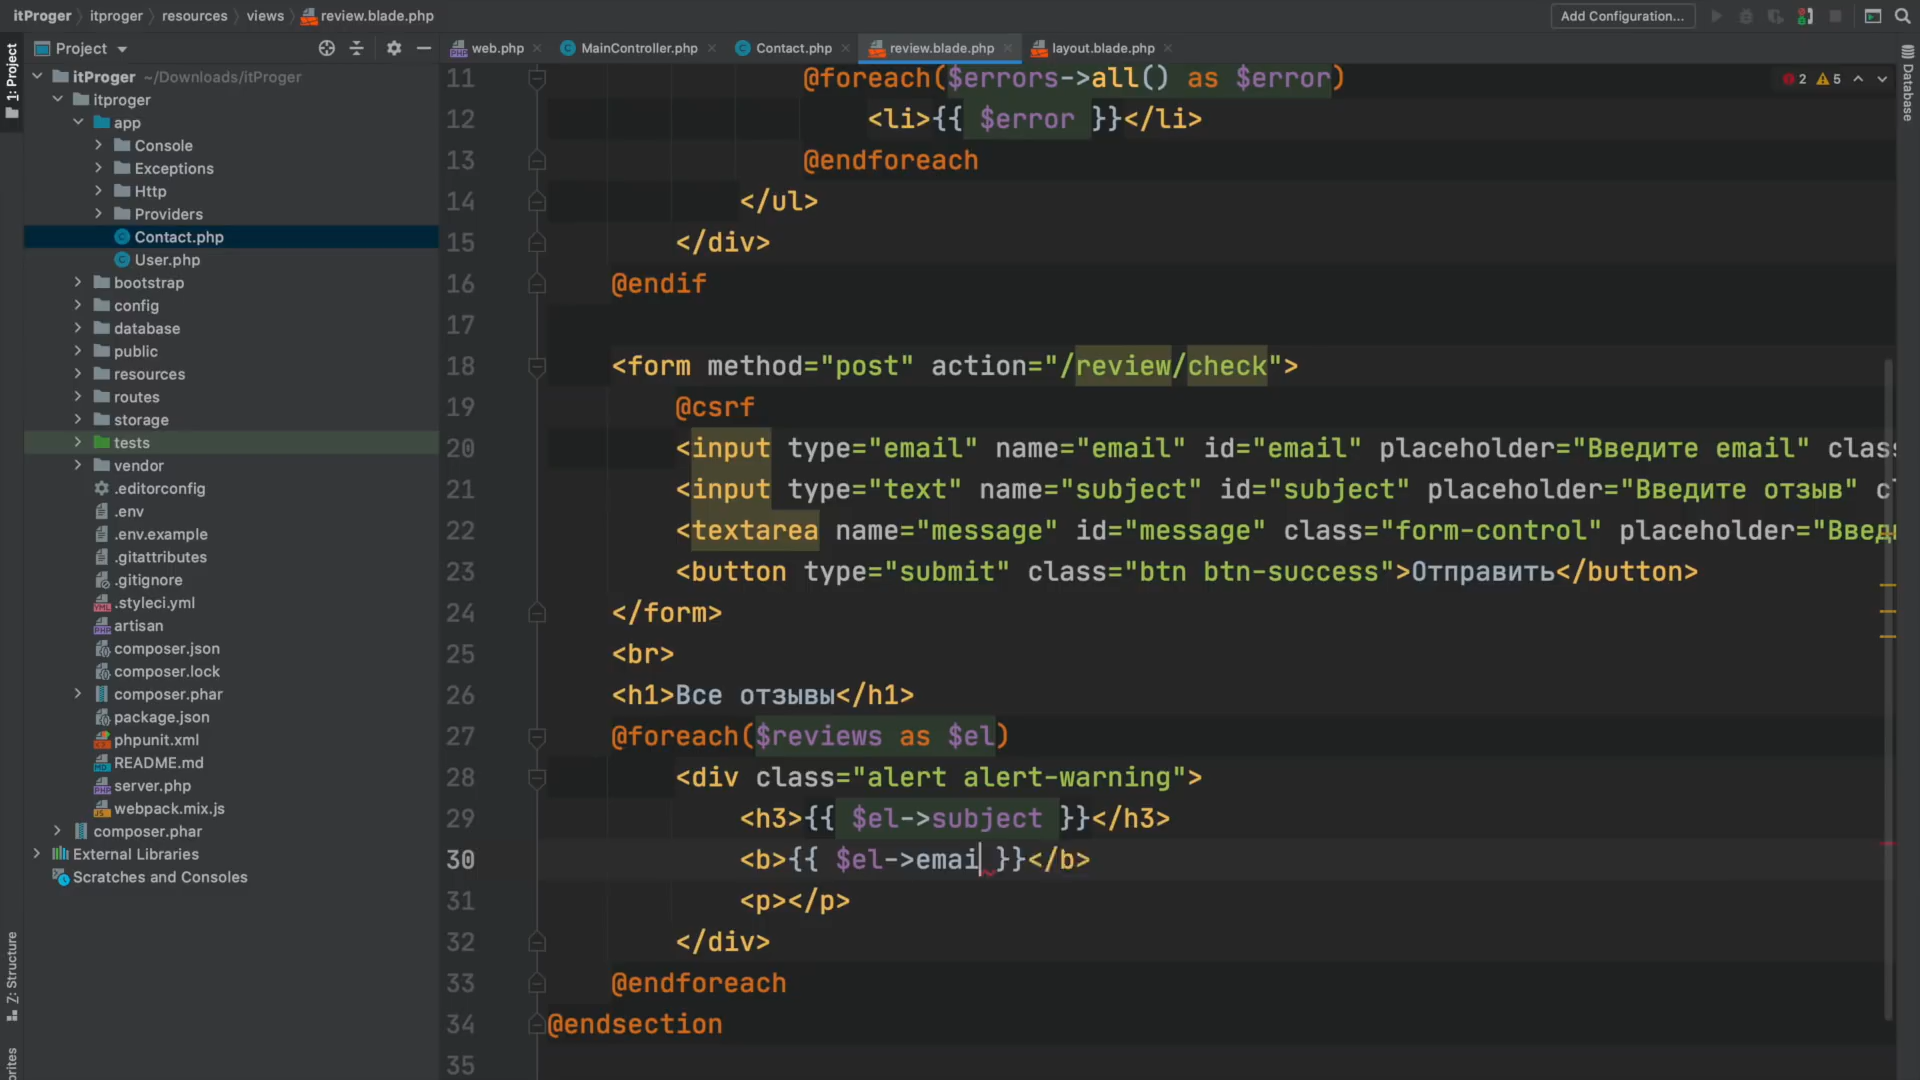 itProger itproger resources views review.blade.php
Add Configuration...
Project
web.php MainController.php Contact.php review.blade.php layout.blade.php
2 5
1: Project
Database
itProger ~/Downloads/itProger
itproger
app
Console
Exceptions
Http
Providers
Contact.php
User.php
bootstrap
config
database
public
resources
routes
storage
tests
vendor
.editorconfig
.env
.env.example
.gitattributes
.gitignore
.styleci.yml
artisan
composer.json
composer.lock
composer.phar
package.json
phpunit.xml
README.md
server.php
webpack.mix.js
composer.phar
External Libraries
Scratches and Consoles
Z: Structure
11 @foreach($errors->all() as $error)
12 <li>{{ $error }}</li>
13 @endforeach
14 </ul>
15 </div>
16 @endif
17
18 <form method="post" action="/review/check">
19 @csrf
20 <input type="email" name="email" id="email" placeholder="Введите email" clas
21 <input type="text" name="subject" id="subject" placeholder="Введите отзыв" c
22 <textarea name="message" id="message" class="form-control" placeholder="Введ
23 <button type="submit" class="btn btn-success">Отправить</button>
24 </form>
25 <br>
26 <h1>Все отзывы</h1>
27 @foreach($reviews as $el)
28 <div class="alert alert-warning">
29 <h3>{{ $el->subject }}</h3>
30 <b>{{ $el->emai }}</b>
31 <p></p>
32 </div>
33 @endforeach
34 @endsection
35